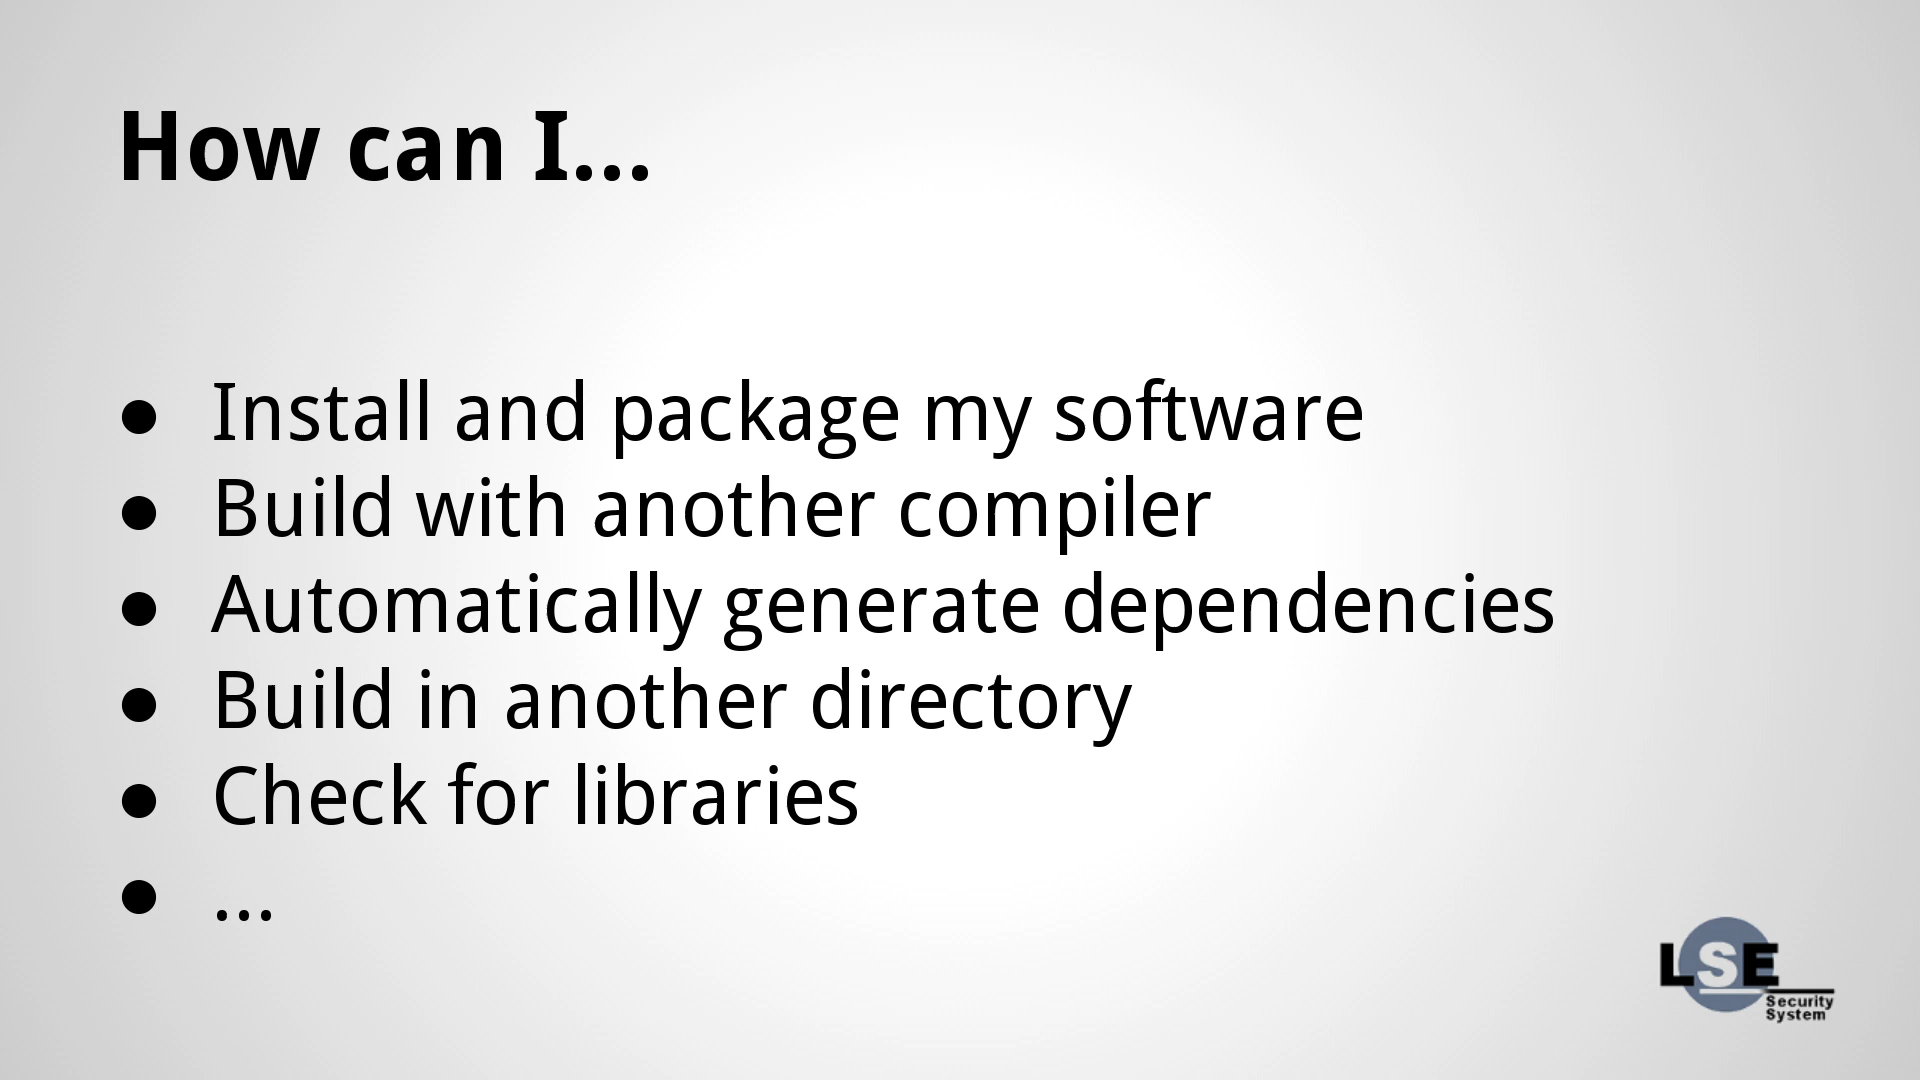 How can I...
● Install and package my software
● Build with another compiler
● Automatically generate dependencies
● Build in another directory
● Check for libraries
● ...
LSE
Security
System